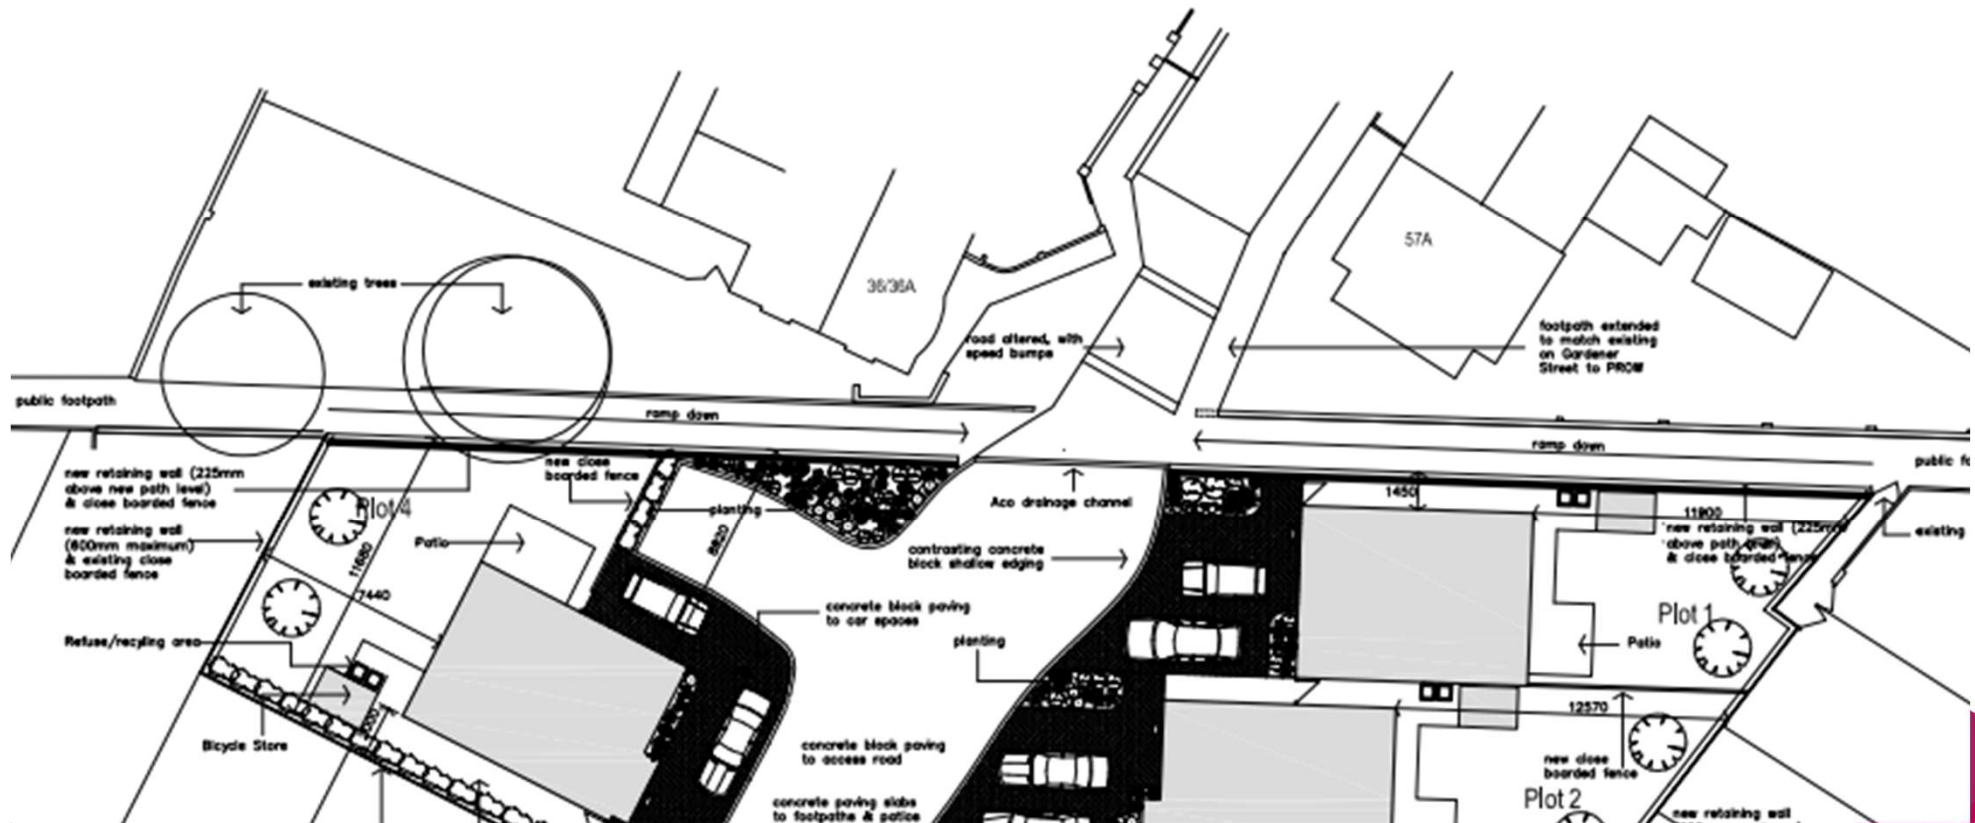 57A
36/36A
existing trees
road altered, with
speed bumps
footpath extended
to match existing
on Gardener
Street to PROW
public footpath
ramp down
ramp down
public fo
new retaining wall (225mm
above new path level)
& close boarded fence
new close
boarded fence
Plot 4
planting
Aco drainage channel
1450
11900
new retaining wall (225mm
above path level)
& close boarded fence
existing
new retaining wall
(600mm maximum)
& existing close
boarded fence
Patio
11680
8820
contrasting concrete
block shallow edging
7440
concrete block paving
to car spaces
Plot 1
Refuse/recyling area
planting
Patio
12570
Bicycle Store
concrete block paving
to access road
new close
boarded fence
Plot 2
concrete paving slabs
to footpaths & patios
new retaining wall